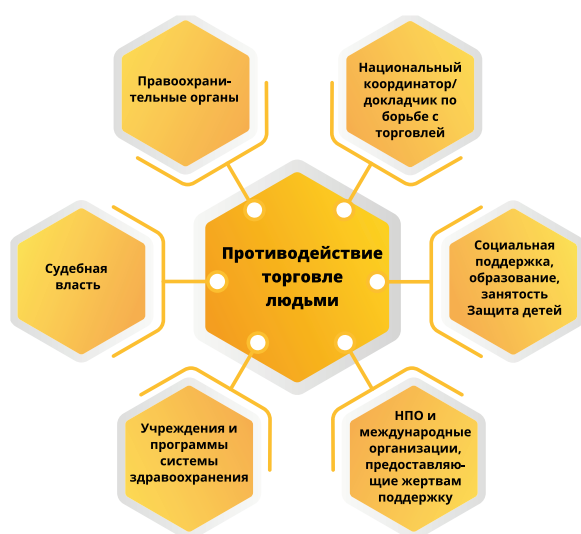 Правоохрани-
тельные органы
Национальный
координатор/
докладчик по
борьбе с
торговлей
Судебная
власть
Противодействие
торговле
людьми
Социальная
поддержка,
образование,
занятость
Защита детей
Учреждения и
программы
системы
здравоохранения
НПО и
международные
организации,
предоставляю-
щие жертвам
поддержку